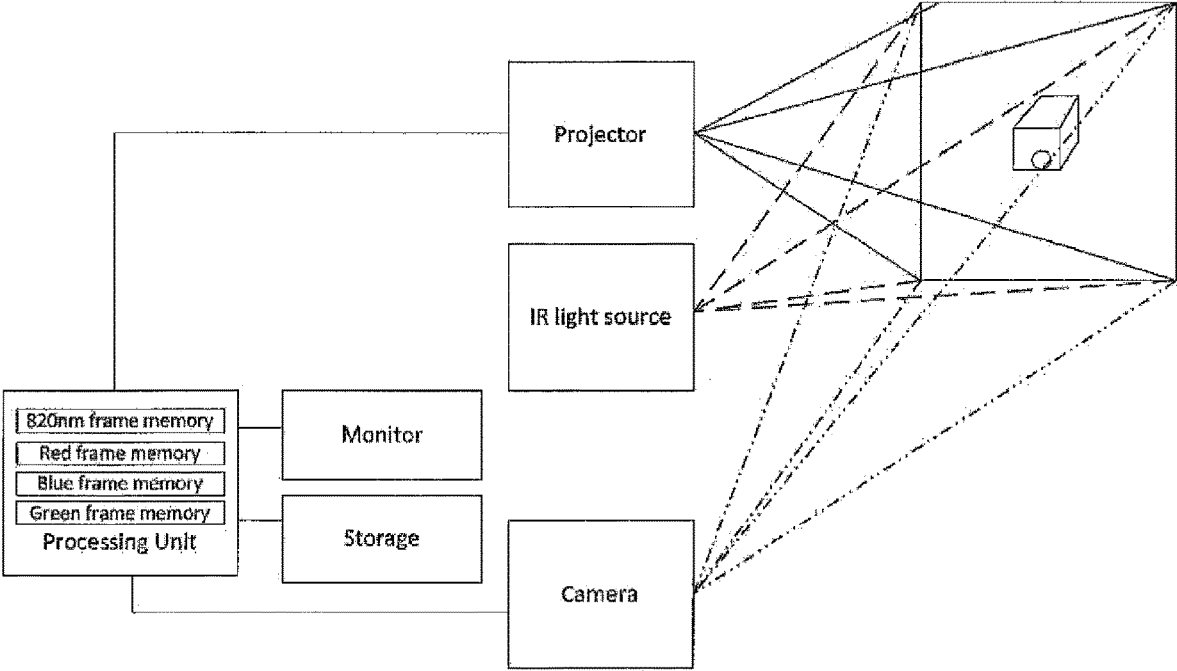 Projector
IR light source
820nm frame memory
Red frame memory
Blue frame memory
Green frame memory
Processing Unit
Monitor
Storage
Camera